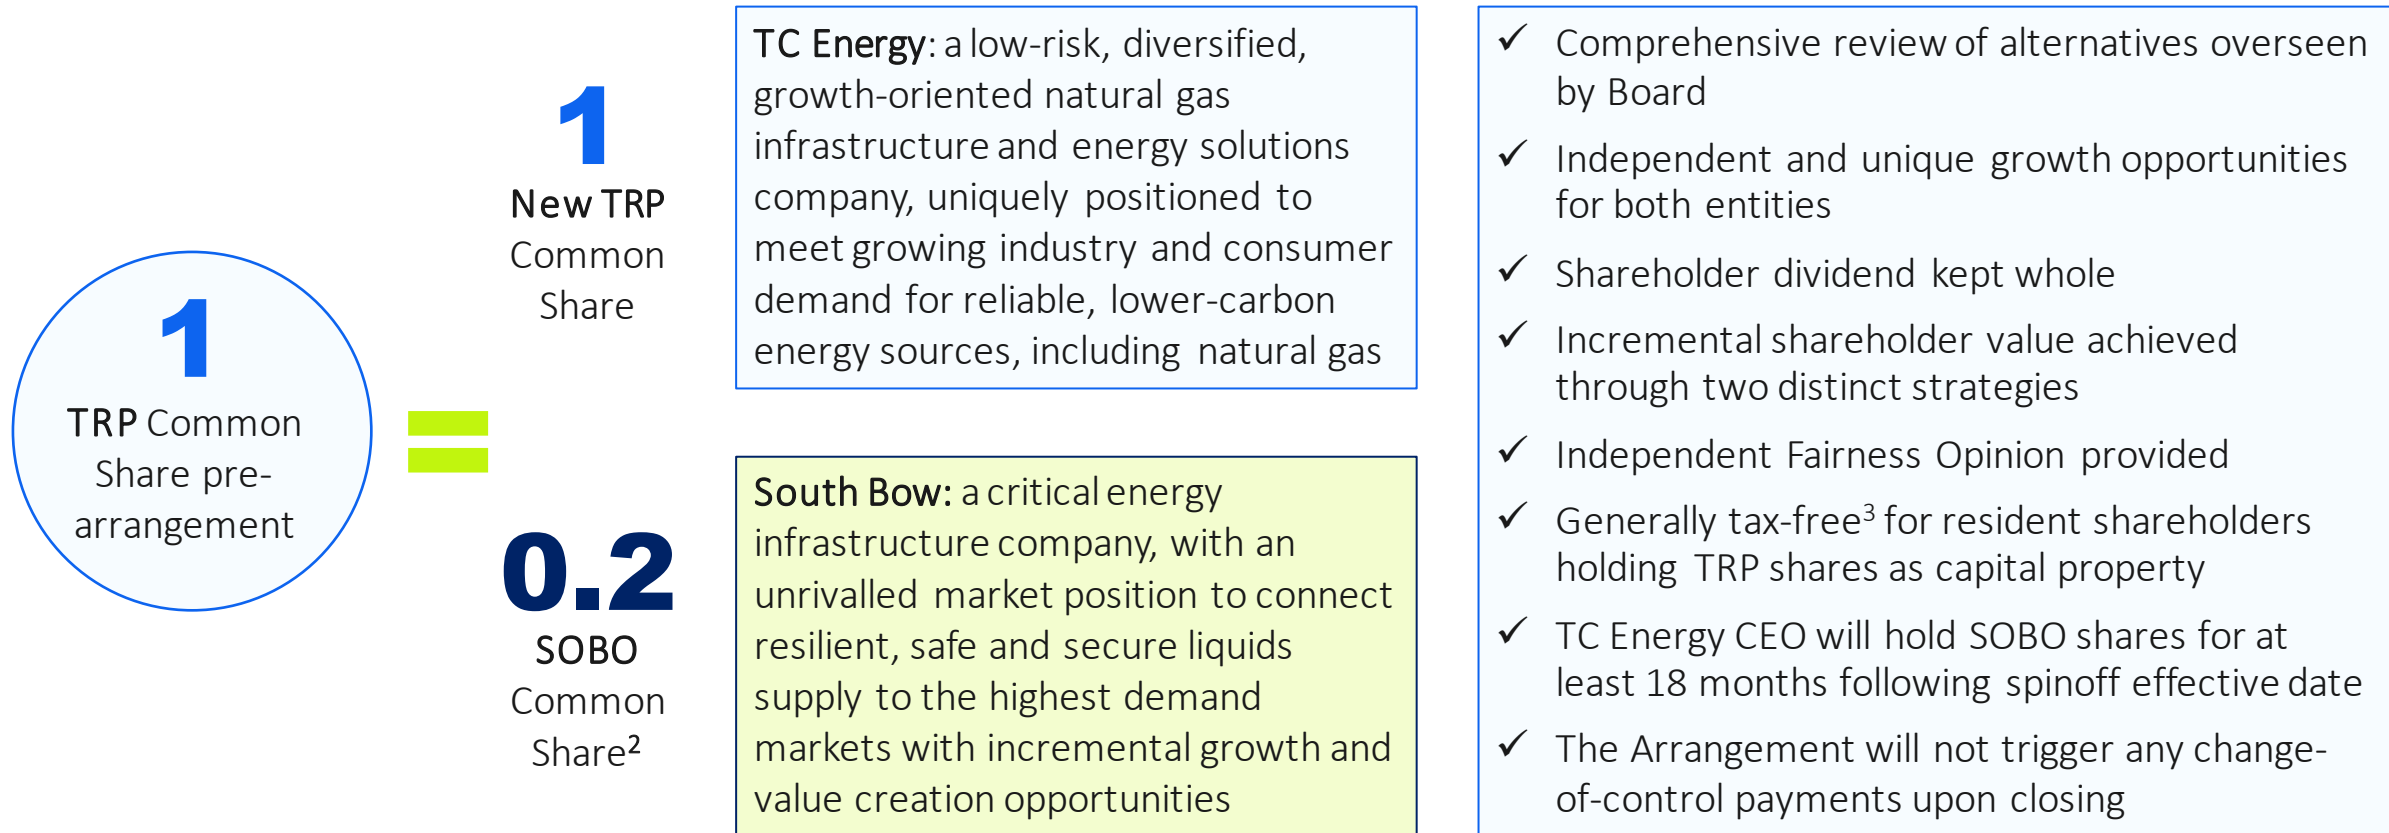 1
TRP Common
Share pre-
arrangement
1
New TRP
Common
Share
0.2
SOBO
Common
Share²
TC Energy: a low-risk, diversified,
growth-oriented natural gas
infrastructure and energy solutions
company, uniquely positioned to
meet growing industry and consumer
demand for reliable, lower-carbon
energy sources, including natural gas
South Bow: a critical energy
infrastructure company, with an
unrivalled market position to connect
resilient, safe and secure liquids
supply to the highest demand
markets with incremental growth and
value creation opportunities
✓ Comprehensive review of alternatives overseen
by Board
✓ Independent and unique growth opportunities
for both entities
✓ Shareholder dividend kept whole
✓ Incremental shareholder value achieved
through two distinct strategies
✓ Independent Fairness Opinion provided
✓ Generally tax-free³ for resident shareholders
holding TRP shares as capital property
✓ TC Energy CEO will hold SOBO shares for at
least 18 months following spinoff effective date
✓ The Arrangement will not trigger any change-
of-control payments upon closing